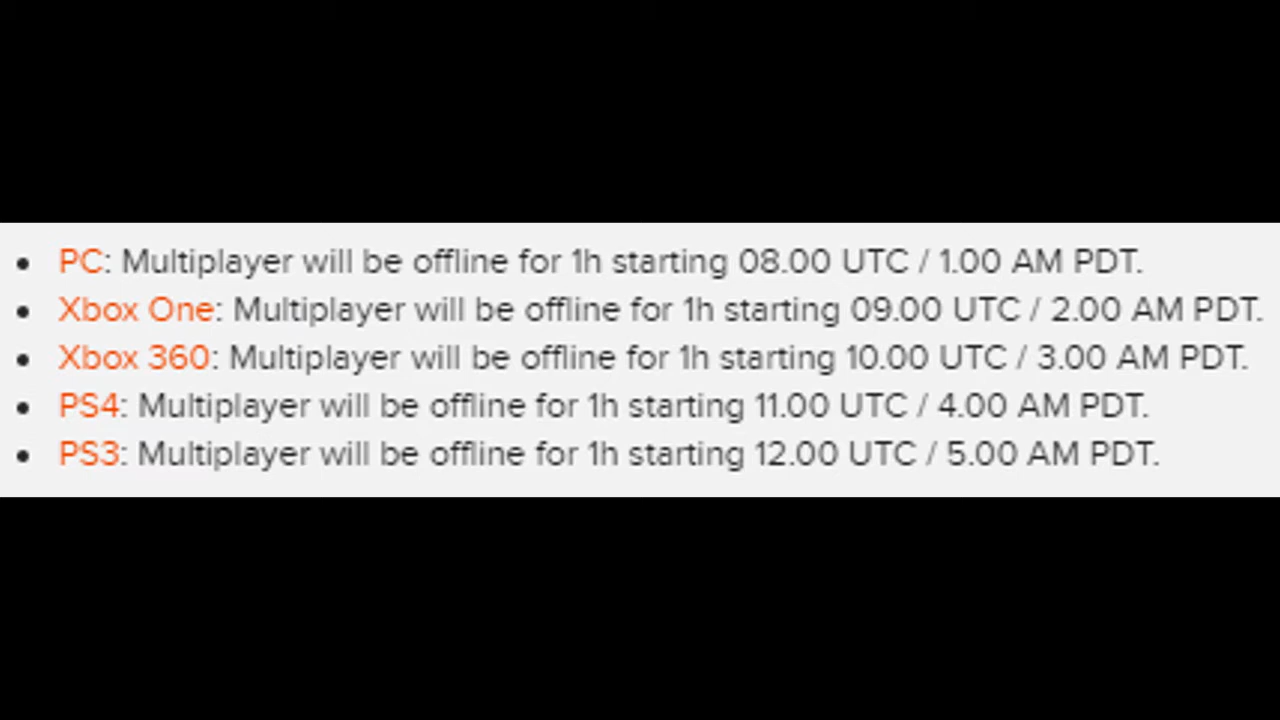 • PC: Multiplayer will be offline for 1h starting 08.00 UTC / 1.00 AM PDT.
• Xbox One: Multiplayer will be offline for 1h starting 09.00 UTC / 2.00 AM PDT.
• Xbox 360: Multiplayer will be offline for 1h starting 10.00 UTC / 3.00 AM PDT.
• PS4: Multiplayer will be offline for 1h starting 11.00 UTC / 4.00 AM PDT.
• PS3: Multiplayer will be offline for 1h starting 12.00 UTC / 5.00 AM PDT.